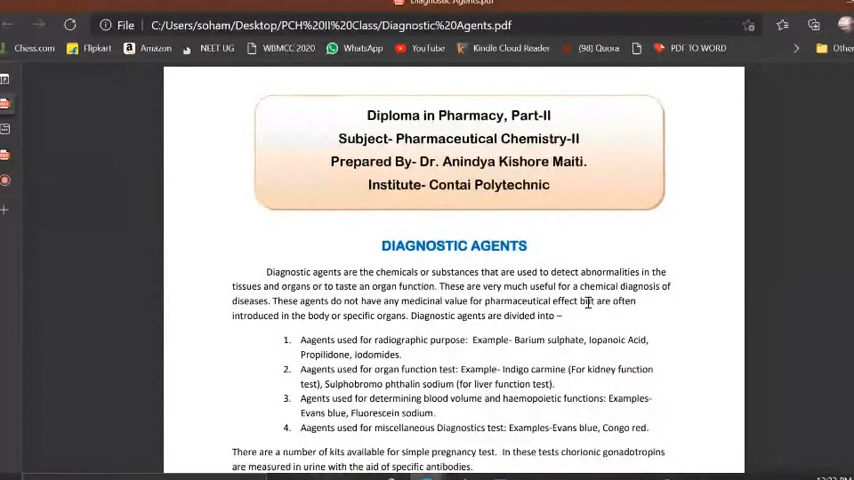 Diagnostic Agents.pdf
File C:/Users/soham/Desktop/PCH%20II%20Class/Diagnostic%20Agents.pdf
Chess.com Flipkart Amazon NEET UG WBMCC 2020 WhatsApp YouTube Kindle Cloud Reader (98) Quora PDF TO WORD Other
Diploma in Pharmacy, Part-II
Subject- Pharmaceutical Chemistry-II
Prepared By- Dr. Anindya Kishore Maiti.
Institute- Contai Polytechnic
DIAGNOSTIC AGENTS
Diagnostic agents are the chemicals or substances that are used to detect abnormalities in the
tissues and organs or to taste an organ function. These are very much useful for a chemical diagnosis of
diseases. These agents do not have any medicinal value for pharmaceutical effect but are often
introduced in the body or specific organs. Diagnostic agents are divided into –
1. Aagents used for radiographic purpose: Example- Barium sulphate, Iopanoic Acid,
Propilidone, iodomides.
2. Aagents used for organ function test: Example- Indigo carmine (For kidney function
test), Sulphobromo phthalin sodium (for liver function test).
3. Agents used for determining blood volume and haemopoietic functions: Examples-
Evans blue, Fluorescein sodium.
4. Aagents used for miscellaneous Diagnostics test: Examples-Evans blue, Congo red.
There are a number of kits available for simple pregnancy test. In these tests chorionic gonadotropins
are measured in urine with the aid of specific antibodies.